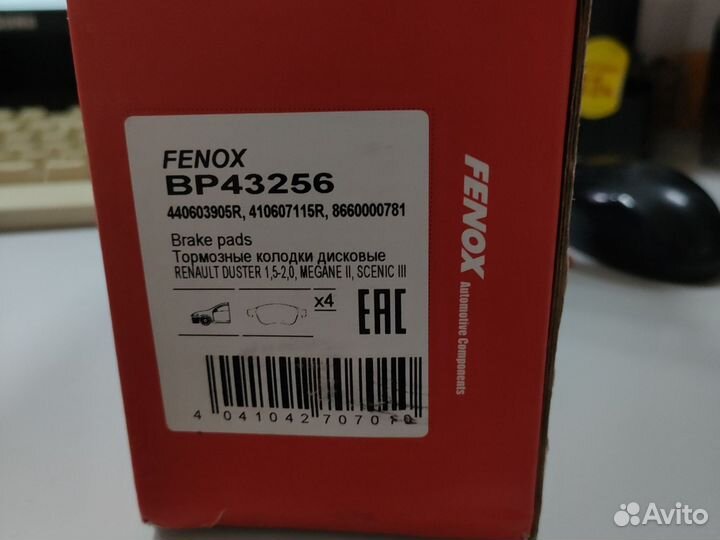 FENOX
BP43256
440603905R, 410607115R, 8660000781
Brake pads
Тормозные колодки дисковые
RENAULT DUSTER 1,5-2,0, MEGANE II, SCENIC III
x4
EAC
4 041042 707010
FENOX
Automotive Components
Avito